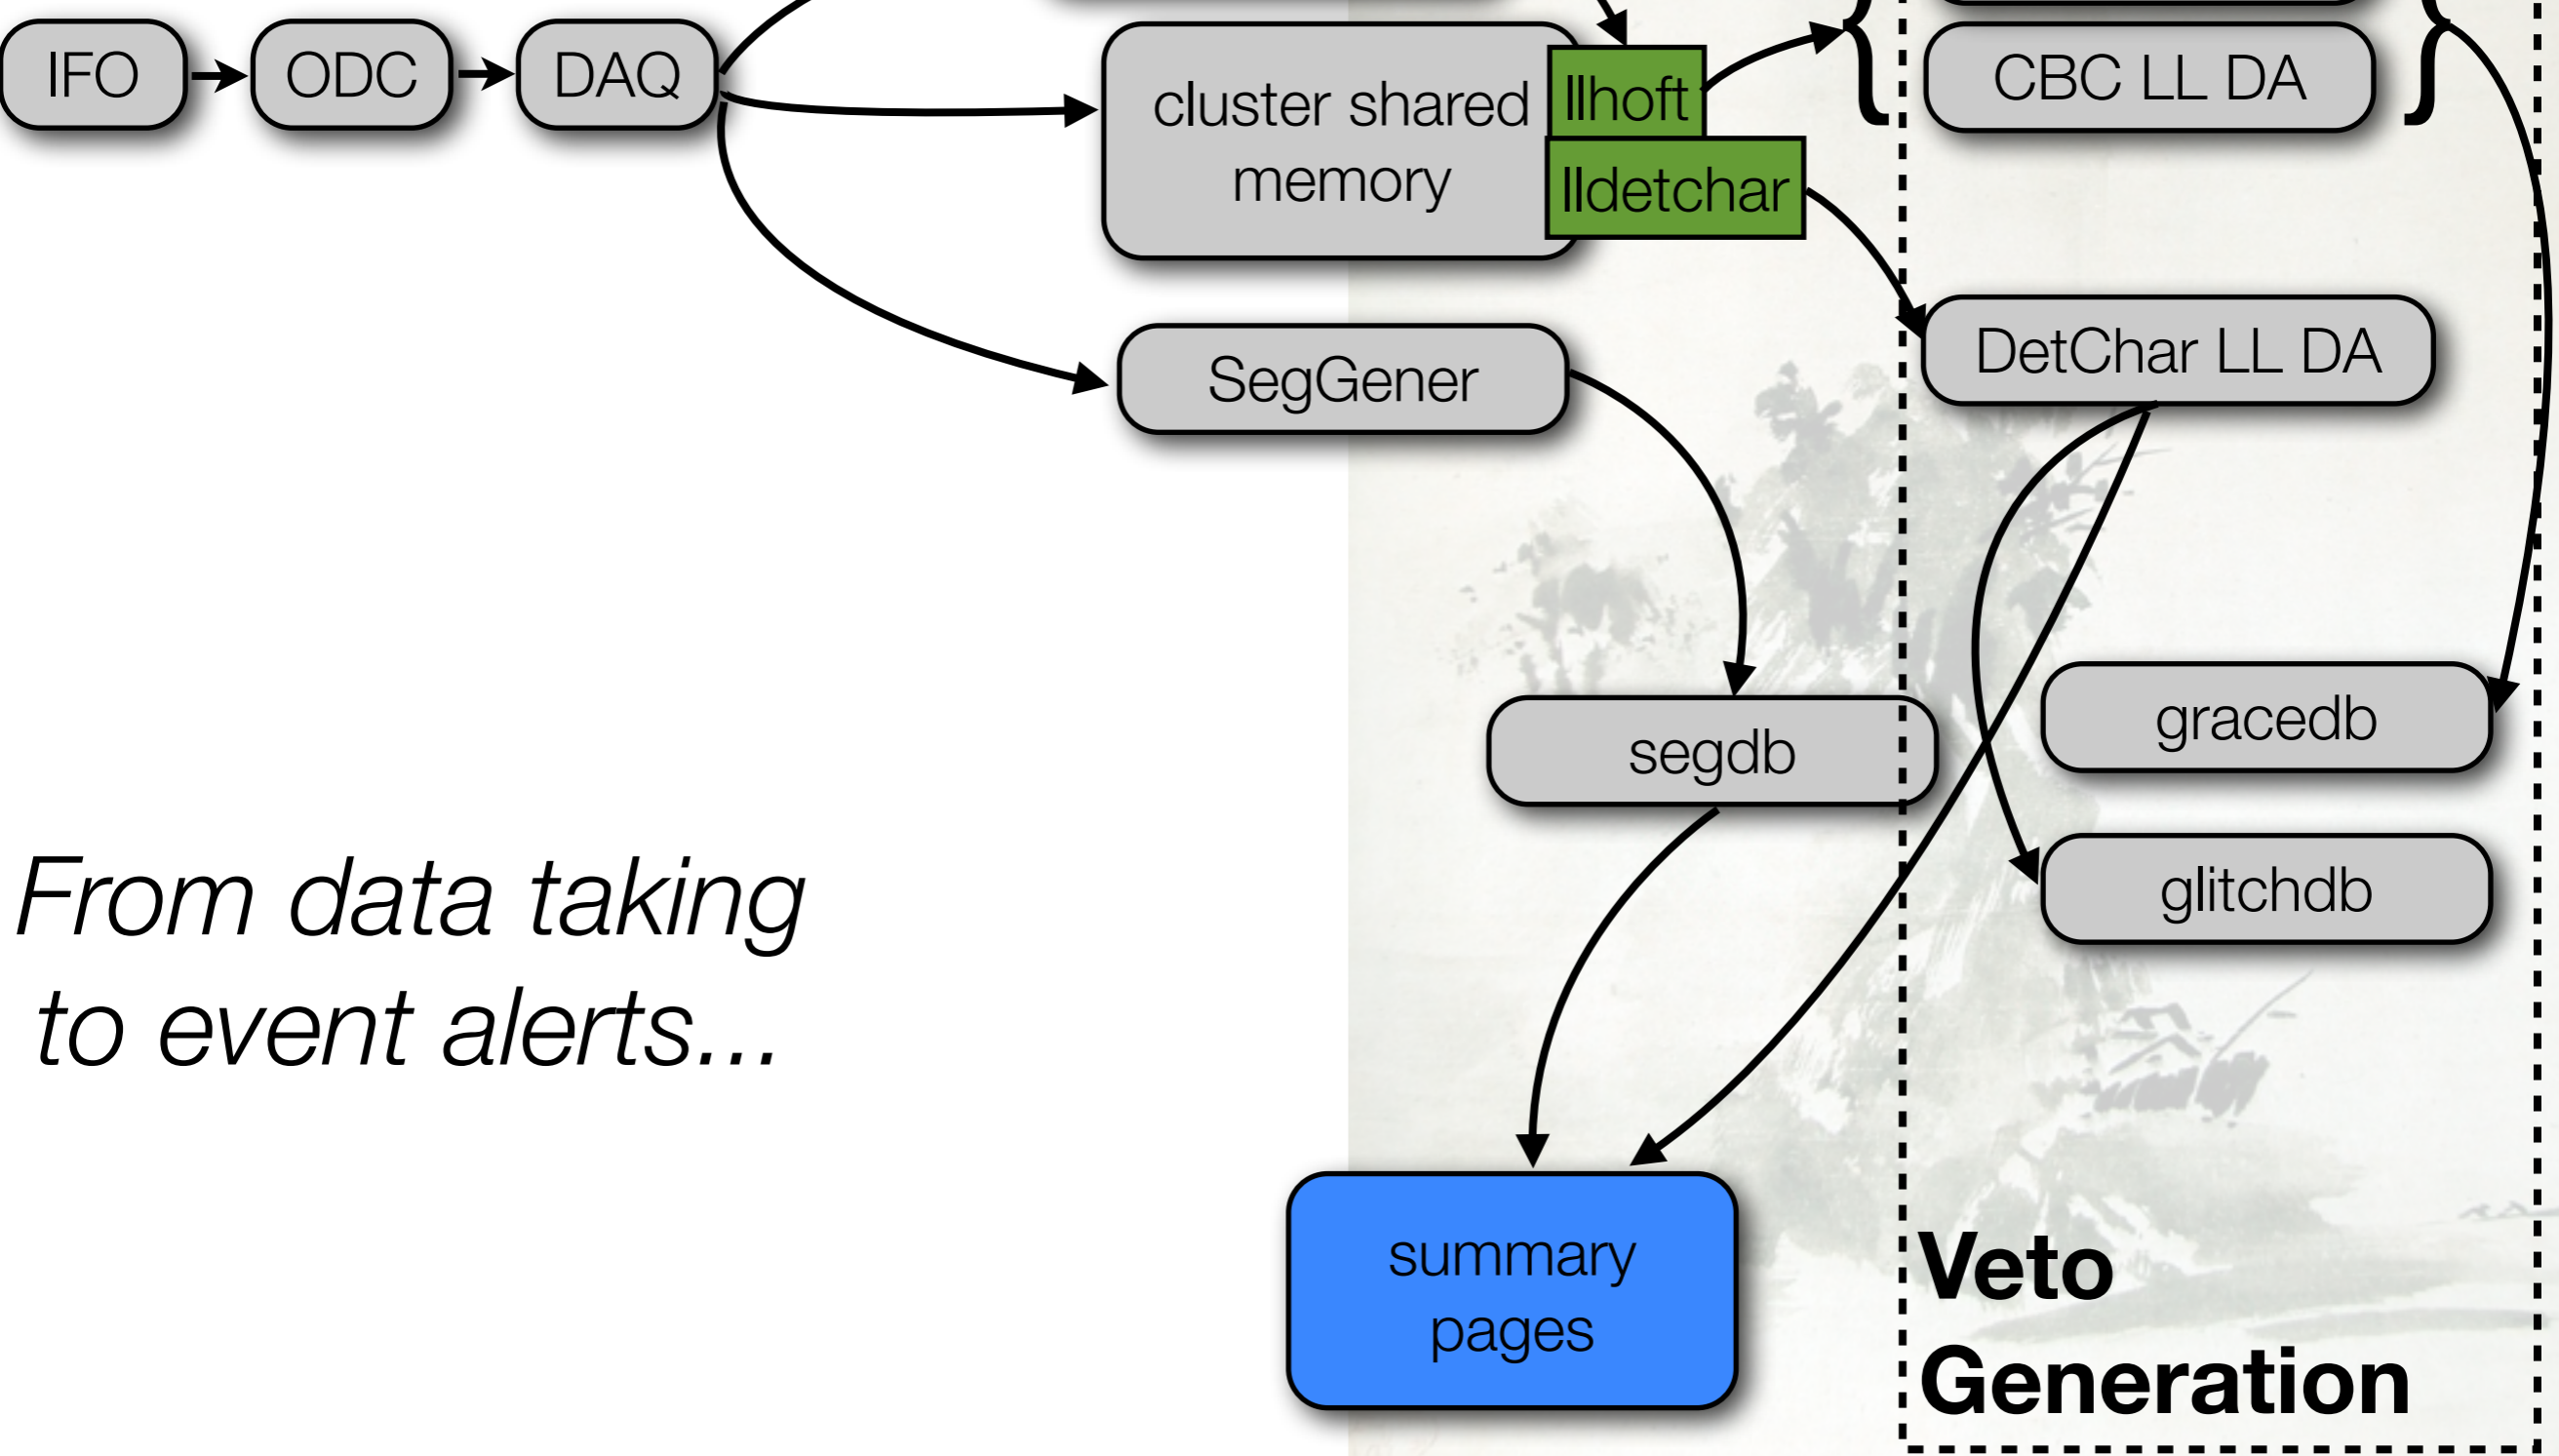 IFO
ODC
DAQ
cluster shared
memory
llhoft
lldetchar
{
CBC LL DA
}
SegGener
DetChar LL DA
segdb
gracedb
glitchdb
From data taking
to event alerts...
summary
pages
Veto
Generation